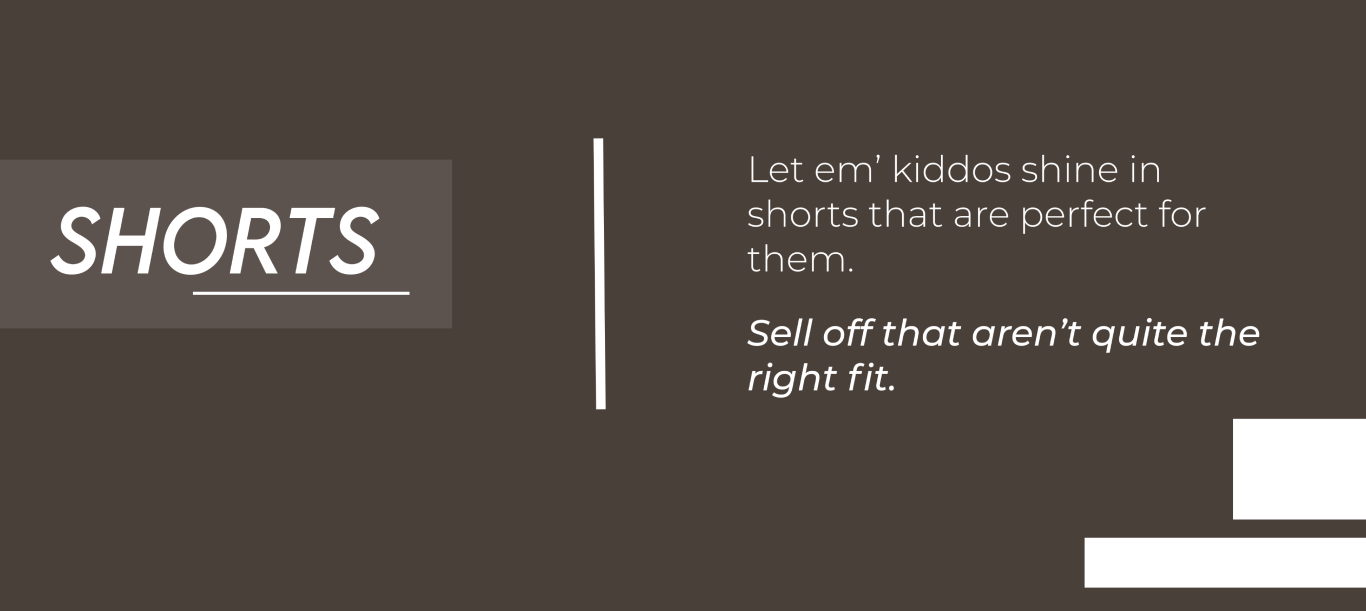 SHORTS
Let em’ kiddos shine in
shorts that are perfect for
them.
Sell off that aren’t quite the
right fit.